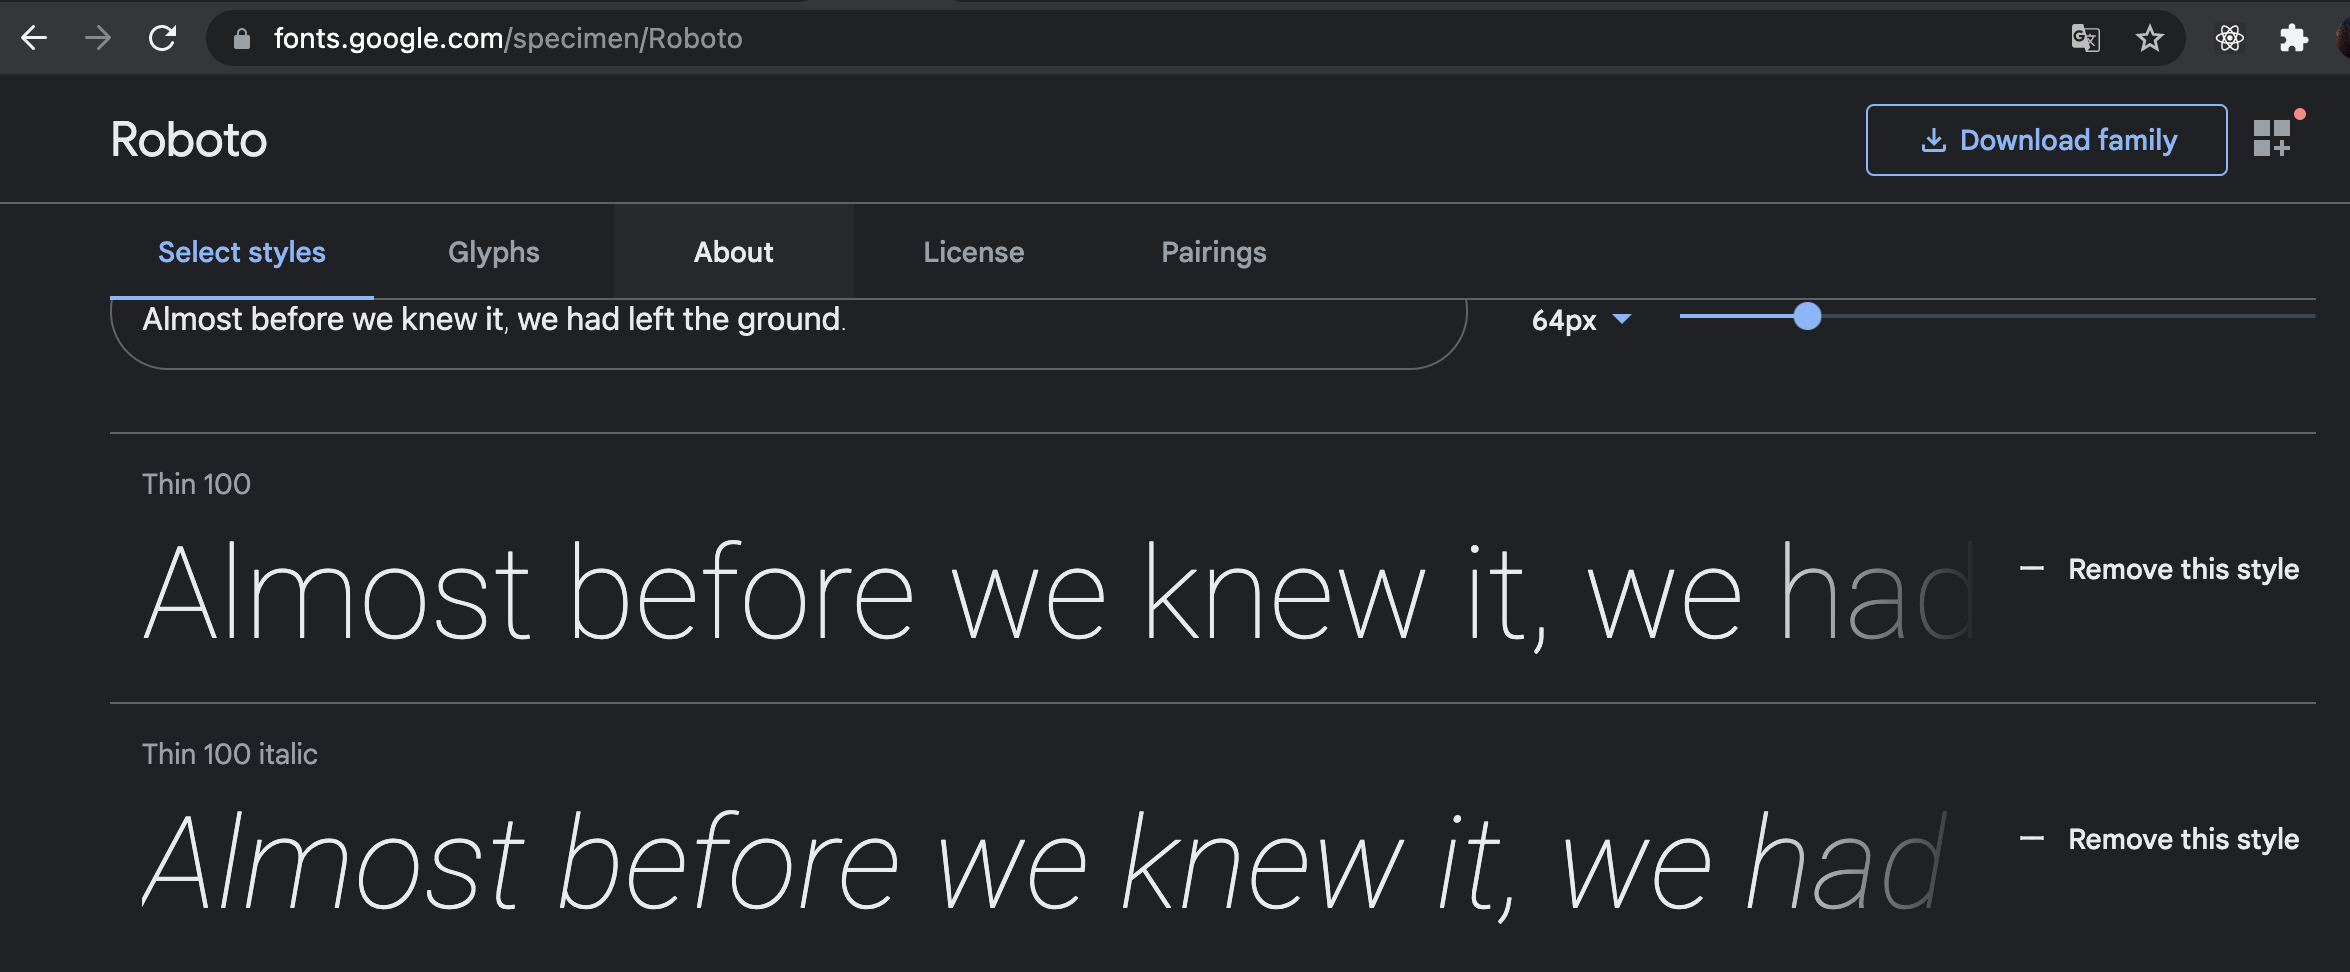 fonts.google.com/specimen/Roboto
Roboto
Download family
Select styles Glyphs About License Pairings
Almost before we knew it, we had left the ground. 64px
Thin 100
Almost before we knew it, we had
Remove this style
Thin 100 italic
Almost before we knew it, we had
Remove this style